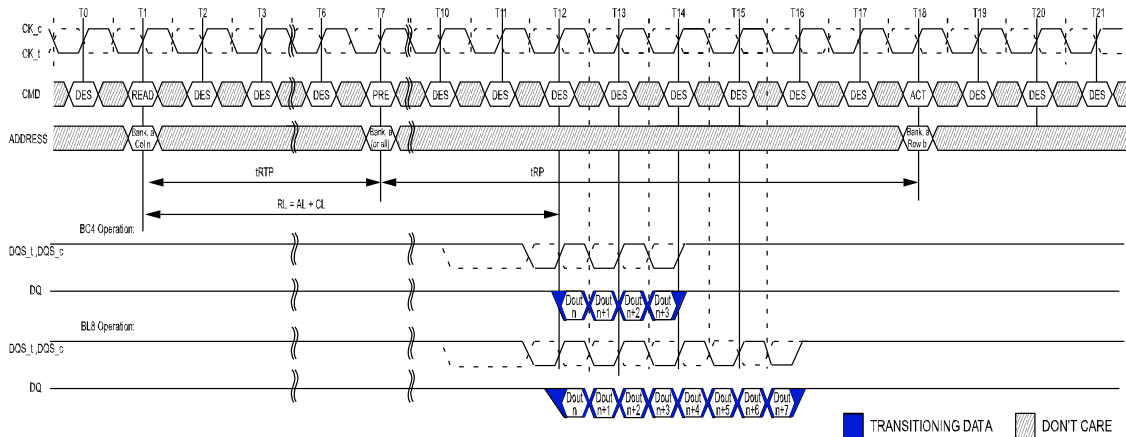 T0 T1 T2 T3 T6 T7 T10 T11 T12 T13 T14 T15 T16 T17 T18 T19 T20 T21
CK_c
CK_t
CMD DES READ DES DES DES PRE DES DES DES DES DES DES DES DES ACT DES DES DES
ADDRESS Bank, a Bank, a Bank, a
Col n (or all) Row b
tRTP tRP
RL = AL + CL
BC4 Operation:
DQS_t ,DQS_c
DQ Dout Dout Dout Dout
n n+1 n+2 n+3
BL8 Operation:
DQS_t ,DQS_c
DQ Dout Dout Dout Dout Dout Dout Dout Dout
n n+1 n+2 n+3 n+4 n+5 n+6 n+7
TRANSITIONING DATA DON'T CARE